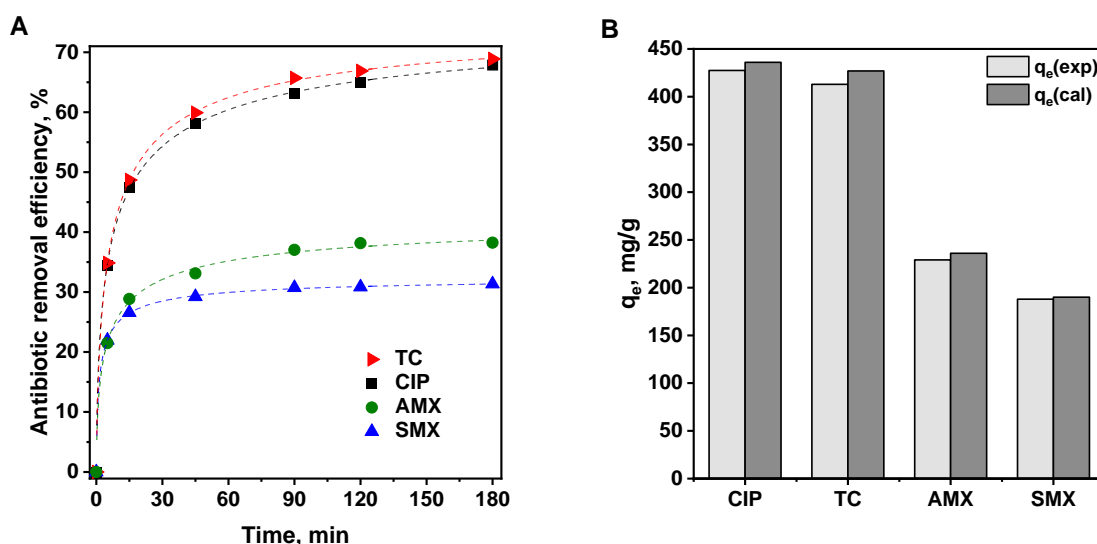 A
Antibiotic removal efficiency, %
70
60
50
40
30
20
10
0
TC
CIP
AMX
SMX
0 30 60 90 120 150 180
Time, min
B
qe, mg/g
450
400
350
300
250
200
150
100
50
0
qe(exp)
qe(cal)
CIP TC AMX SMX